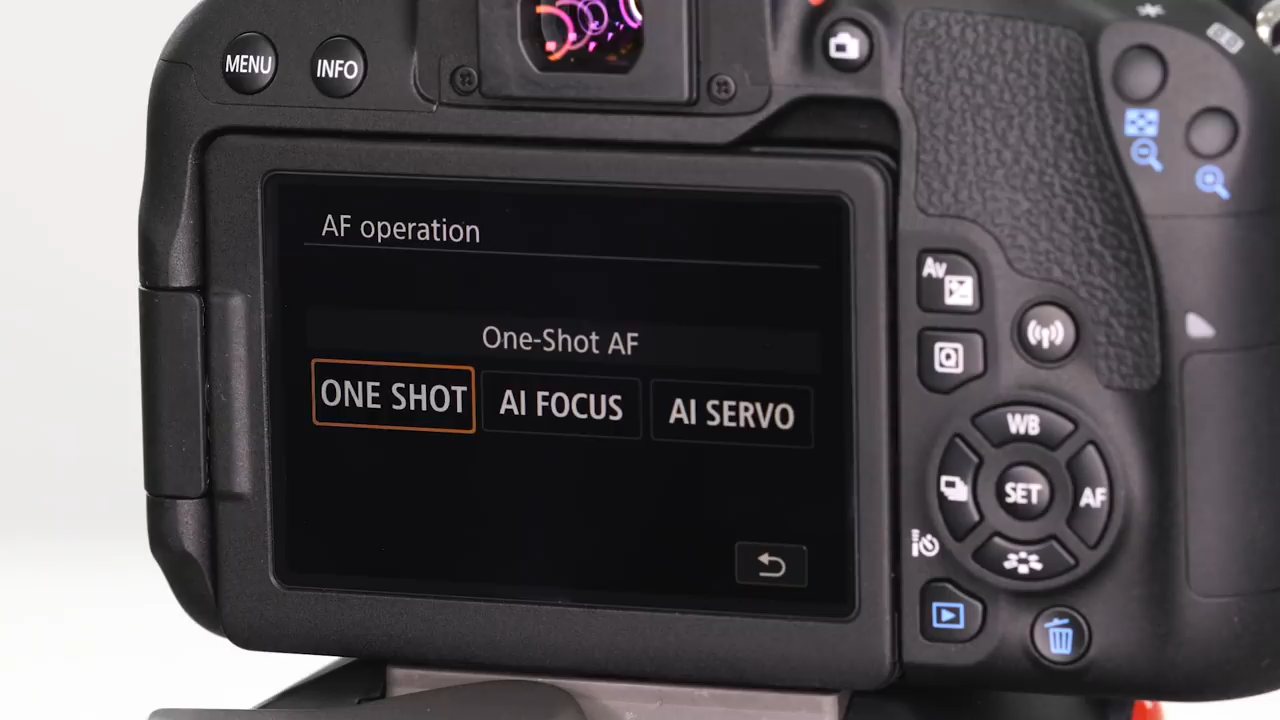 MENU
INFO
AF operation
One-Shot AF
ONE SHOT
AI FOCUS
AI SERVO
Av
Q
WB
SET
AF